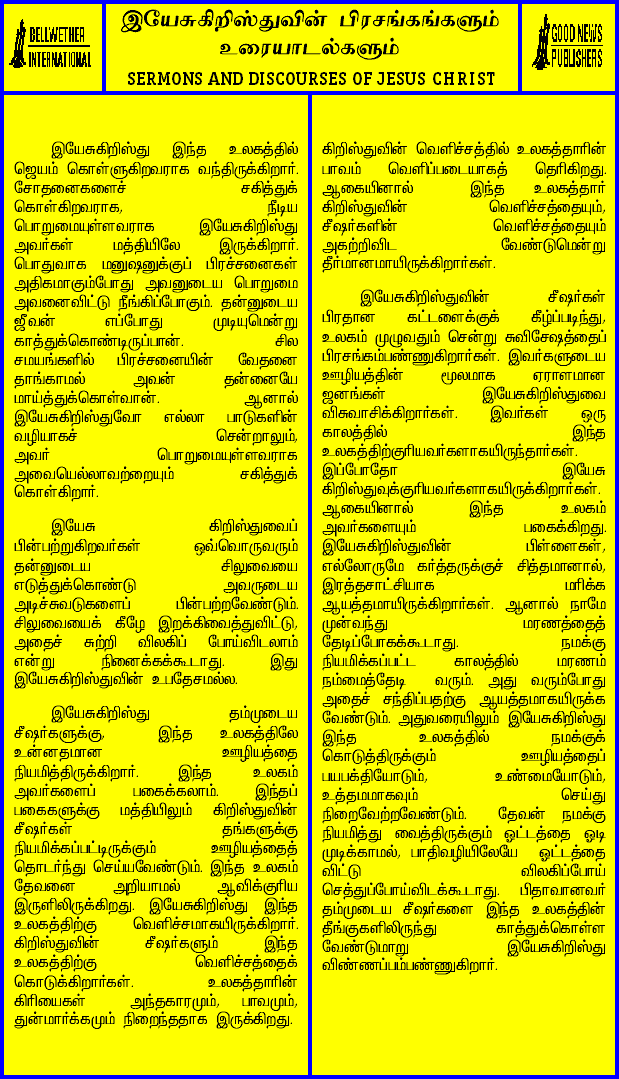 BELLWETHER
INTERNATIONAL
இயேசுகிறிஸ்துவின் பிரசங்கங்களும்
உரையாடல்களும்
SERMONS AND DISCOURSES OF JESUS CHRIST
GOOD NEWS
PUBLISHERS
இயேசுகிறிஸ்து இந்த உலகத்தில்
ஜெயம் கொள்ளுகிறவராக வந்திருக்கிறார்.
சோதனைகளைச் சகித்துக்
கொள்கிறவராக, நீடிய
பொறுமையுள்ளவராக இயேசுகிறிஸ்து
அவர்கள் மத்தியிலே இருக்கிறார்.
பொதுவாக மனுஷனுக்குப் பிரச்சனைகள்
அதிகமாகும்போது அவனுடைய பொறுமை
அவனைவிட்டு நீங்கிப்போகும். தன்னுடைய
ஜீவன் எப்போது முடியுமென்று
காத்துக்கொண்டிருப்பான். சில
சமயங்களில் பிரச்சனையின் வேதனை
தாங்காமல் அவன் தன்னையே
மாய்த்துக்கொள்வான். ஆனால்
இயேசுகிறிஸ்துவோ எல்லா பாடுகளின்
வழியாகச் சென்றாலும்,
அவர் பொறுமையுள்ளவராக
அவையெல்லாவற்றையும் சகித்துக்
கொள்கிறார்.
இயேசு கிறிஸ்துவைப்
பின்பற்றுகிறவர்கள் ஒவ்வொருவரும்
தன்னுடைய சிலுவையை
எடுத்துக்கொண்டு அவருடைய
அடிச்சுவடுகளைப் பின்பற்றவேண்டும்.
சிலுவையைக் கீழே இறக்கிவைத்துவிட்டு,
அதைச் சுற்றி விலகிப் போய்விடலாம்
என்று நினைக்கக்கூடாது. இது
இயேசுகிறிஸ்துவின் உபதேசமல்ல.
இயேசுகிறிஸ்து தம்முடைய
சீஷர்களுக்கு, இந்த உலகத்திலே
உன்னதமான ஊழியத்தை
நியமித்திருக்கிறார். இந்த உலகம்
அவர்களைப் பகைக்கலாம். இந்தப்
பகைகளுக்கு மத்தியிலும் கிறிஸ்துவின்
சீஷர்கள் தங்களுக்கு
நியமிக்கப்பட்டிருக்கும் ஊழியத்தைத்
தொடர்ந்து செய்யவேண்டும். இந்த உலகம்
தேவனை அறியாமல் ஆவிக்குரிய
இருளிலிருக்கிறது. இயேசுகிறிஸ்து இந்த
உலகத்திற்கு வெளிச்சமாகயிருக்கிறார்.
கிறிஸ்துவின் சீஷர்களும் இந்த
உலகத்திற்கு வெளிச்சத்தைக்
கொடுக்கிறார்கள். உலகத்தாரின்
கிரியைகள் அந்தகாரமும், பாவமும்,
துன்மார்க்கமும் நிறைந்ததாக இருக்கிறது.
கிறிஸ்துவின் வெளிச்சத்தில் உலகத்தாரின்
பாவம் வெளிப்படையாகத் தெரிகிறது.
ஆகையினால் இந்த உலகத்தார்
கிறிஸ்துவின் வெளிச்சத்தையும்,
சீஷர்களின் வெளிச்சத்தையும்
அகற்றிவிட வேண்டுமென்று
தீர்மானமாயிருக்கிறார்கள்.
இயேசுகிறிஸ்துவின் சீஷர்கள்
பிரதான கட்டளைக்குக் கீழ்ப்படிந்து,
உலகம் முழுவதும் சென்று சுவிசேஷத்தைப்
பிரசங்கம்பண்ணுகிறார்கள். இவர்களுடைய
ஊழியத்தின் மூலமாக ஏராளமான
ஜனங்கள் இயேசுகிறிஸ்துவை
விசுவாசிக்கிறார்கள். இவர்கள் ஒரு
காலத்தில் இந்த
உலகத்திற்குரியவர்களாகயிருந்தார்கள்.
இப்போதோ இயேசு
கிறிஸ்துவுக்குரியவர்களாகயிருக்கிறார்கள்.
ஆகையினால் இந்த உலகம்
அவர்களையும் பகைக்கிறது.
இயேசுகிறிஸ்துவின் பிள்ளைகள்,
எல்லோருமே கர்த்தருக்குச் சித்தமானால்,
இரத்தசாட்சியாக மரிக்க
ஆயத்தமாயிருக்கிறார்கள். ஆனால் நாமே
முன்வந்து மரணத்தைத்
தேடிப்போகக்கூடாது. நமக்கு
நியமிக்கப்பட்ட காலத்தில் மரணம்
நம்மைத்தேடி வரும். அது வரும்போது
அதைச் சந்திப்பதற்கு ஆயத்தமாகயிருக்க
வேண்டும். அதுவரையிலும் இயேசுகிறிஸ்து
இந்த உலகத்தில் நமக்குக்
கொடுத்திருக்கும் ஊழியத்தைப்
பயபக்தியோடும், உண்மையோடும்,
உத்தமமாகவும் செய்து
நிறைவேற்றவேண்டும். தேவன் நமக்கு
நியமித்து வைத்திருக்கும் ஓட்டத்தை ஓடி
முடிக்காமல், பாதிவழியிலேயே ஓட்டத்தை
விட்டு விலகிப்போய்
செத்துப்போய்விடக்கூடாது. பிதாவானவர்
தம்முடைய சீஷர்களை இந்த உலகத்தின்
தீங்குகளிலிருந்து காத்துக்கொள்ள
வேண்டுமாறு இயேசுகிறிஸ்து
விண்ணப்பம்பண்ணுகிறார்.